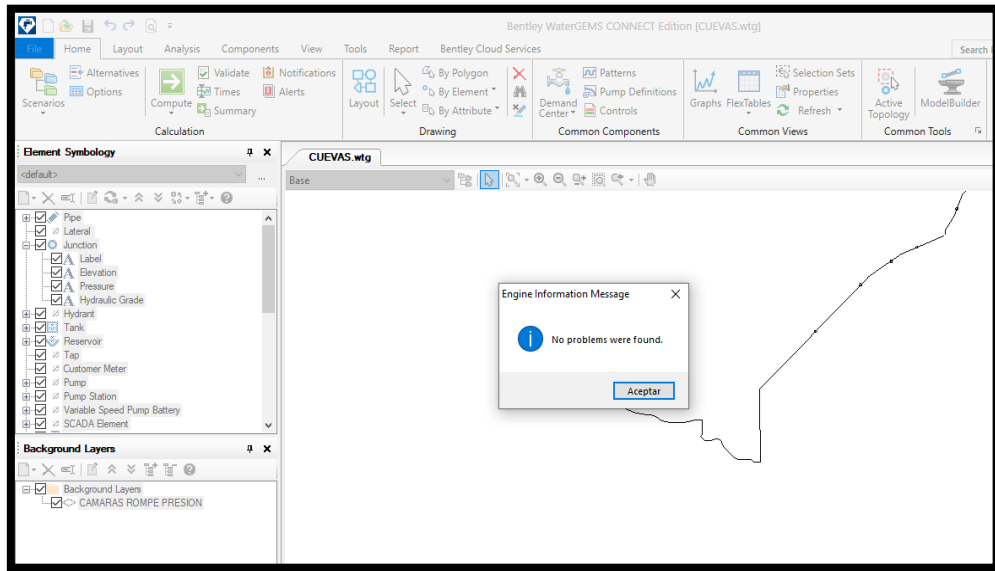 Bentley WaterGEMS CONNECT Edition [CUEVAS.wtg]
File Home Layout Analysis Components View Tools Report Bentley Cloud Services Search
Alternatives Validate Notifications By Polygon Patterns Selection Sets
Options Times Alerts By Element Pump Definitions Properties
Scenarios Compute Summary Layout Select By Attribute Demand Center Controls Graphs FlexTables Refresh Active Topology ModelBuilder
Calculation Drawing Common Components Common Views Common Tools
Element Symbology
CUEVAS.wtg
<default>
...
Base
Pipe
Lateral
Junction
Label
Elevation
Pressure
Hydraulic Grade
Hydrant
Tank
Reservoir
Tap
Customer Meter
Pump
Pump Station
Variable Speed Pump Battery
SCADA Element
Engine Information Message
No problems were found.
Aceptar
Background Layers
Background Layers
CAMARAS ROMPE PRESION